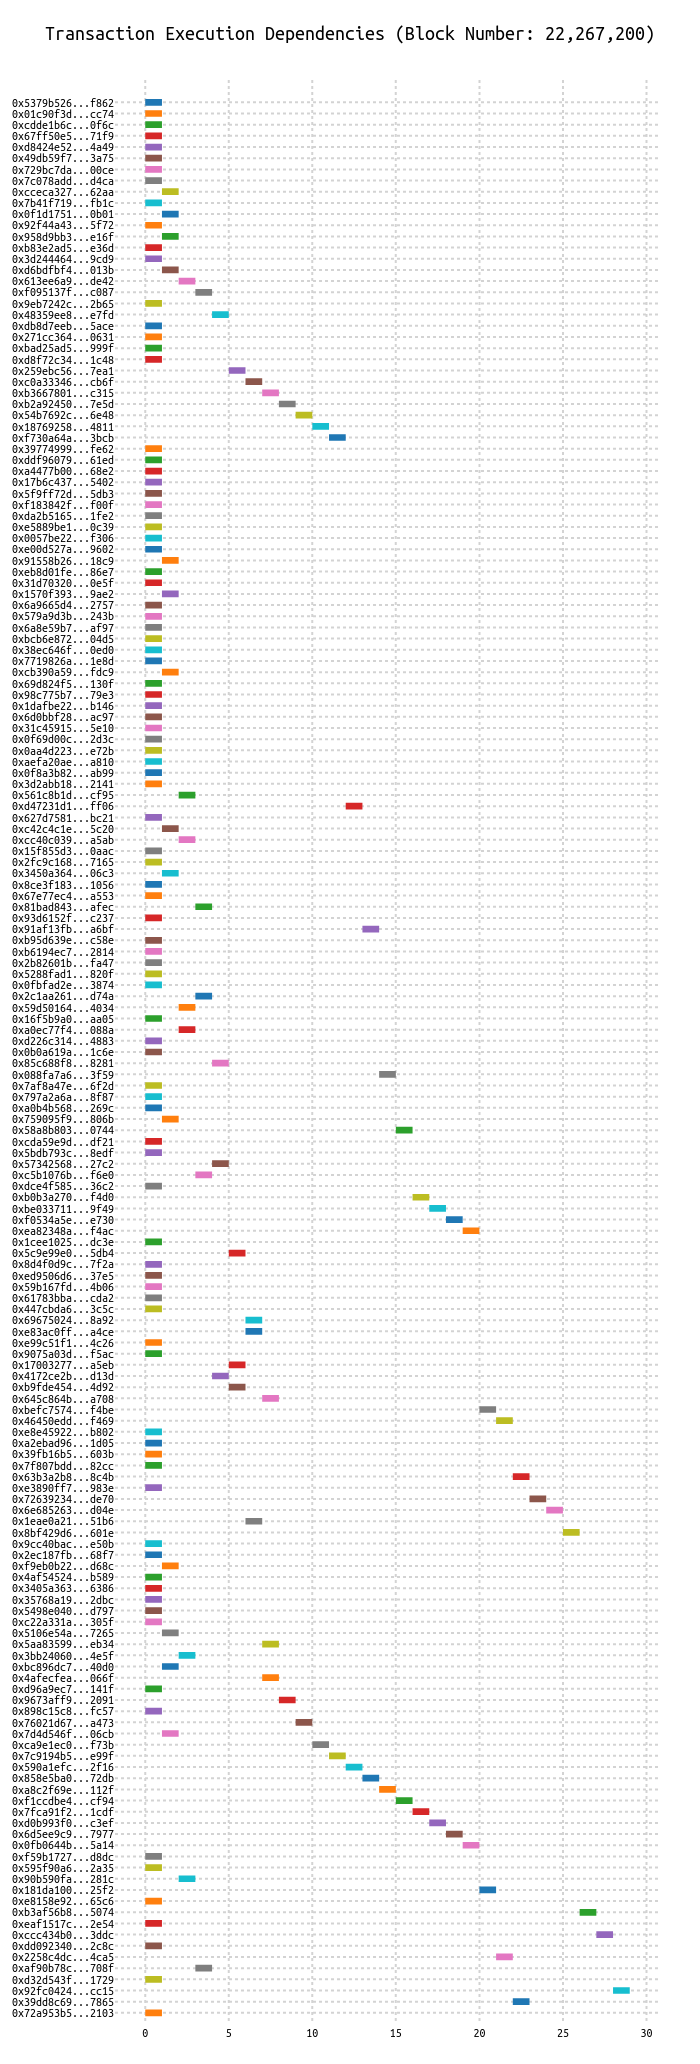 Transaction Execution Dependencies (Block Number: 22,267,200)
0x5379b526...f862
0x01c90f3d...cc74
0xcdde1b6c...0f6c
0x67ff50e5...71f9
0xd8424e52...4a49
0x49db59f7...3a75
0x729bc7da...00ce
0x7c078add...d4ca
0xcceca327...62aa
0x7b41f719...fb1c
0x0f1d1751...0b01
0x92f44a43...5f72
0x958d9bb3...e16f
0xb83e2ad5...e36d
0x3d244464...9cd9
0xd6bdfbf4...013b
0x613ee6a9...de42
0xf095137f...c087
0x9eb7242c...2b65
0x48359ee8...e7fd
0xdb8d7eeb...5ace
0x271cc364...0631
0xbad25ad5...999f
0xd8f72c34...1c48
0x259ebc56...7ea1
0xc0a33346...cb6f
0xb3667801...c315
0xb2a92450...7e5d
0x54b7692c...6e48
0x18769258...4811
0xf730a64a...3bcb
0x39774999...fe62
0xddf96079...61ed
0xa4477b00...68e2
0x17b6c437...5402
0x5f9ff72d...5db3
0xf183842f...f00f
0xda2b5165...1fe2
0xe5889be1...0c39
0x0057be22...f306
0xe00d527a...9602
0x91558b26...18c9
0xeb8d01fe...86e7
0x31d70320...0e5f
0x1570f393...9ae2
0x6a9665d4...2757
0x579a9d3b...243b
0x6a8e59b7...af97
0xbcb6e872...04d5
0x38ec646f...0ed0
0x7719826a...1e8d
0xcb390a59...fdc9
0x69d824f5...130f
0x98c775b7...79e3
0x1dafbe22...b146
0x6d0bbf28...ac97
0x31c45915...5e10
0x0f69d00c...2d3c
0x0aa4d223...e72b
0xaefa20ae...a810
0x0f8a3b82...ab99
0x3d2abb18...2141
0x561c8b1d...cf95
0xd47231d1...ff06
0x627d7581...bc21
0xc42c4c1e...5c20
0xcc40c039...a5ab
0x15f855d3...0aac
0x2fc9c168...7165
0x3450a364...06c3
0x8ce3f183...1056
0x67e77ec4...a553
0x81bad843...afec
0x93d6152f...c237
0x91af13fb...a6bf
0xb95d639e...c58e
0xb6194ec7...2814
0x2b82601b...fa47
0x5288fad1...820f
0x0fbfad2e...3874
0x2c1aa261...d74a
0x59d50164...4034
0x16f5b9a0...aa05
0xa0ec77f4...088a
0xd226c314...4883
0x0b0a619a...1c6e
0x85c688f8...8281
0x088fa7a6...3f59
0x7af8a47e...6f2d
0x797a2a6a...8f87
0xa0b4b568...269c
0x759095f9...806b
0x58a8b803...0744
0xcda59e9d...df21
0x5bdb793c...8edf
0x57342568...27c2
0xc5b1076b...f6e0
0xdce4f585...36c2
0xb0b3a270...f4d0
0xbe033711...9f49
0xf0534a5e...e730
0xea82348a...f4ac
0x1cee1025...dc3e
0x5c9e99e0...5db4
0x8d4f0d9c...7f2a
0xed9506d6...37e5
0x59b167fd...4b06
0x61783bba...cda2
0x447cbda6...3c5c
0x69675024...8a92
0xe83ac0ff...a4ce
0xe99c51f1...4c26
0x9075a03d...f5ac
0x17003277...a5eb
0x4172ce2b...d13d
0xb9fde454...4d92
0x645c864b...a708
0xbefc7574...f4be
0x46450edd...f469
0xe8e45922...b802
0xa2ebad96...1d05
0x39fb16b5...603b
0x7f807bdd...82cc
0x63b3a2b8...8c4b
0xe3890ff7...983e
0x72639234...de70
0x6e685263...d04e
0x1eae0a21...51b6
0x8bf429d6...601e
0x9cc40bac...e50b
0x2ec187fb...68f7
0xf9eb0b22...d68c
0x4af54524...b589
0x3405a363...6386
0x35768a19...2dbc
0x5498e040...d797
0xc22a331a...305f
0x5106e54a...7265
0x5aa83599...eb34
0x3bb24060...4e5f
0xbc896dc7...40d0
0x4afecfea...066f
0xd96a9ec7...141f
0x9673aff9...2091
0x898c15c8...fc57
0x76021d67...a473
0x7d4d546f...06cb
0xca9e1ec0...f73b
0x7c9194b5...e99f
0x590a1efc...2f16
0x858e5ba0...72db
0xa8c2f69e...112f
0xf1ccdbe4...cf94
0x7fca91f2...1cdf
0xd0b993f0...c3ef
0x6d5ee9c9...7977
0x0fb0644b...5a14
0xf59b1727...d8dc
0x595f90a6...2a35
0x90b590fa...281c
0x181da100...25f2
0xe8158e92...65c6
0xb3af56b8...5074
0xeaf1517c...2e54
0xccc434b0...3ddc
0xdd092340...2c8c
0x2258c4dc...4ca5
0xaf90b78c...708f
0xd32d543f...1729
0x92fc0424...cc15
0x39dd8c69...7865
0x72a953b5...2103
0 5 10 15 20 25 30